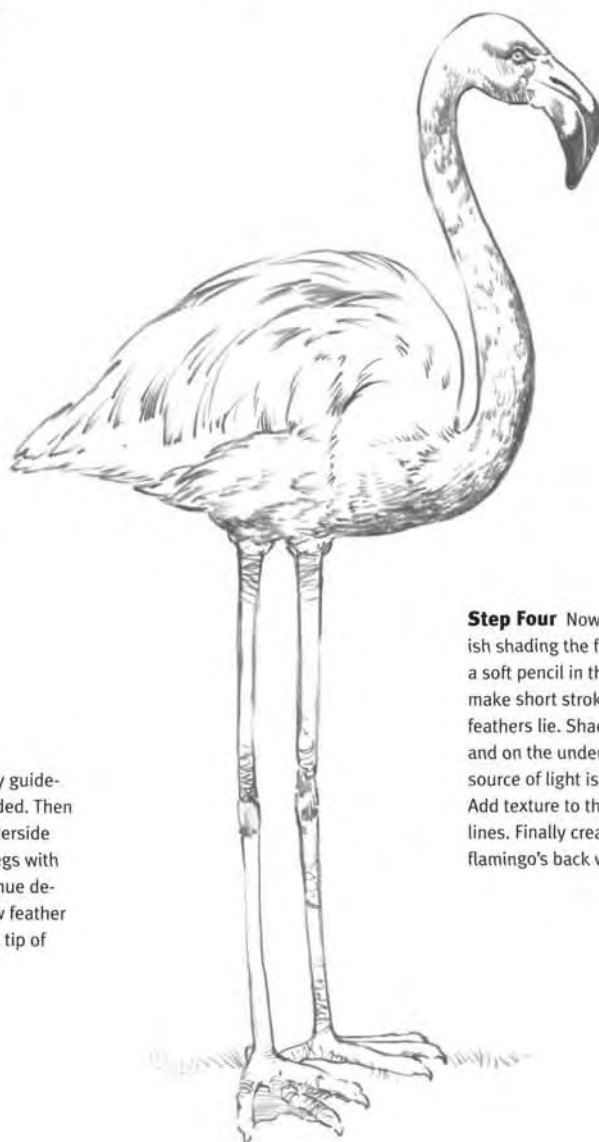 y guide-
ded. Then
erside
egs with
nue de-
w feather
tip of
Step Four Now
ish shading the f
a soft pencil in th
make short strok
feathers lie. Shad
and on the under
source of light is
Add texture to the
lines. Finally crea
flamingo's back w